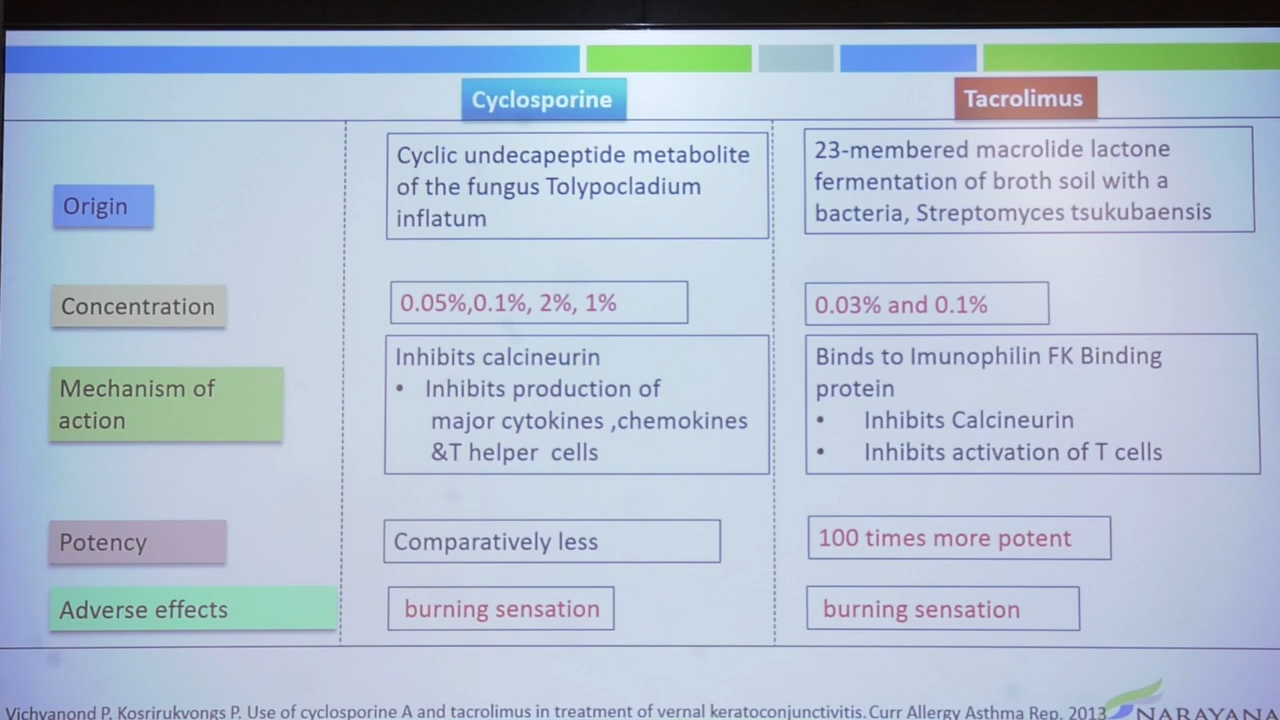 Cyclosporine
Tacrolimus
Origin
Cyclic undecapeptide metabolite
of the fungus Tolypocladium
inflatum
23-membered macrolide lactone
fermentation of broth soil with a
bacteria, Streptomyces tsukubaensis
Concentration
0.05%,0.1%, 2%, 1%
0.03% and 0.1%
Mechanism of
action
Inhibits calcineurin
• Inhibits production of
major cytokines ,chemokines
&T helper cells
Binds to Imunophilin FK Binding
protein
• Inhibits Calcineurin
• Inhibits activation of T cells
Potency
Comparatively less
100 times more potent
Adverse effects
burning sensation
burning sensation
Vichyanond P, Kosrirukvongs P. Use of cyclosporine A and tacrolimus in treatment of vernal keratoconjunctivitis. Curr Allergy Asthma Rep. 2013
NARAYANA